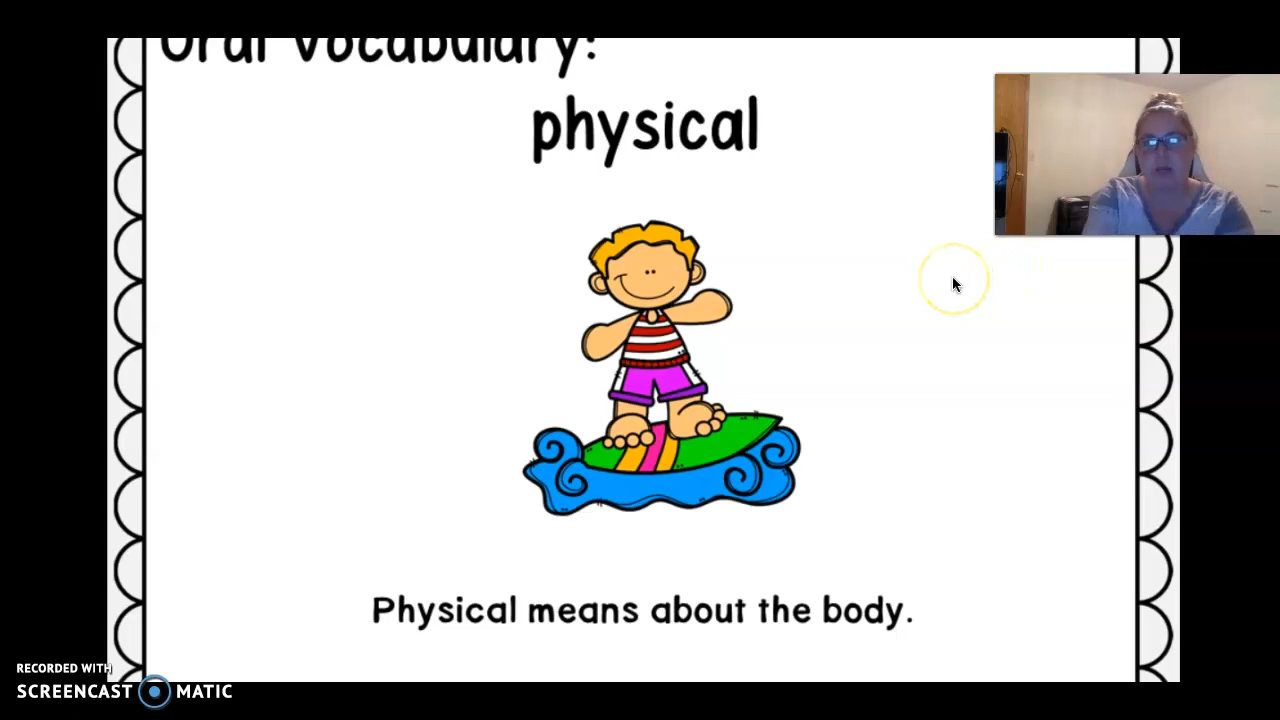 Oral Vocabulary:
physical
Physical means about the body.
RECORDED WITH
SCREENCAST MATIC